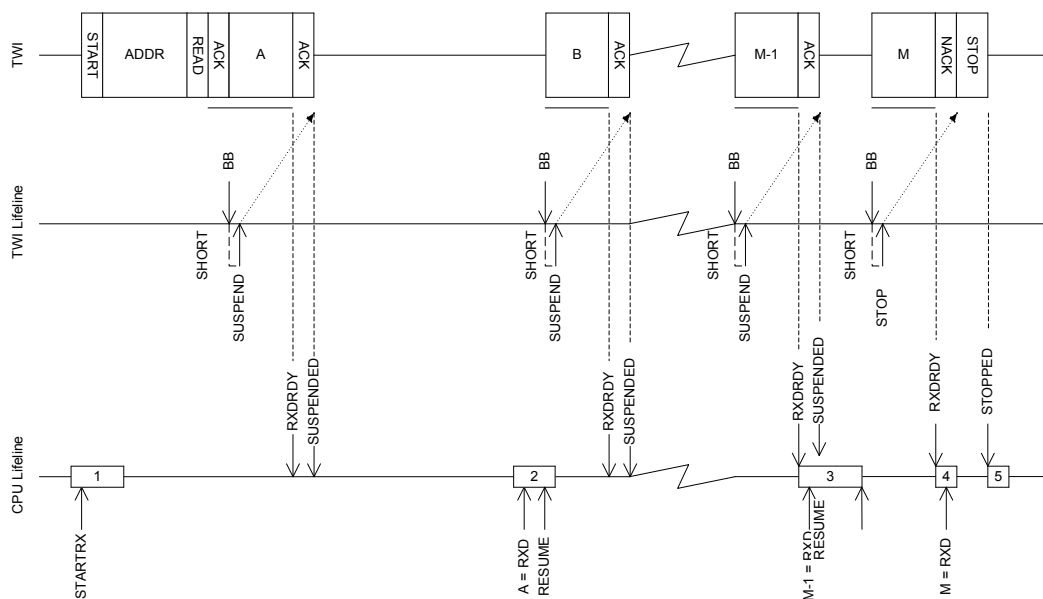 TWI
START
ADDR
READ
ACK
A
ACK
B
ACK
M-1
ACK
M
NACK
STOP
TWI Lifeline
BB
SHORT
SUSPEND
BB
SHORT
SUSPEND
BB
SHORT
SUSPEND
BB
SHORT
STOP
RXDRDY
SUSPENDED
RXDRDY
SUSPENDED
RXDRDY
SUSPENDED
RXDRDY
STOPPED
CPU Lifeline
1
2
3
4
5
STARTRX
A = RXD
RESUME
M-1 = RXD
RESUME
M = RXD